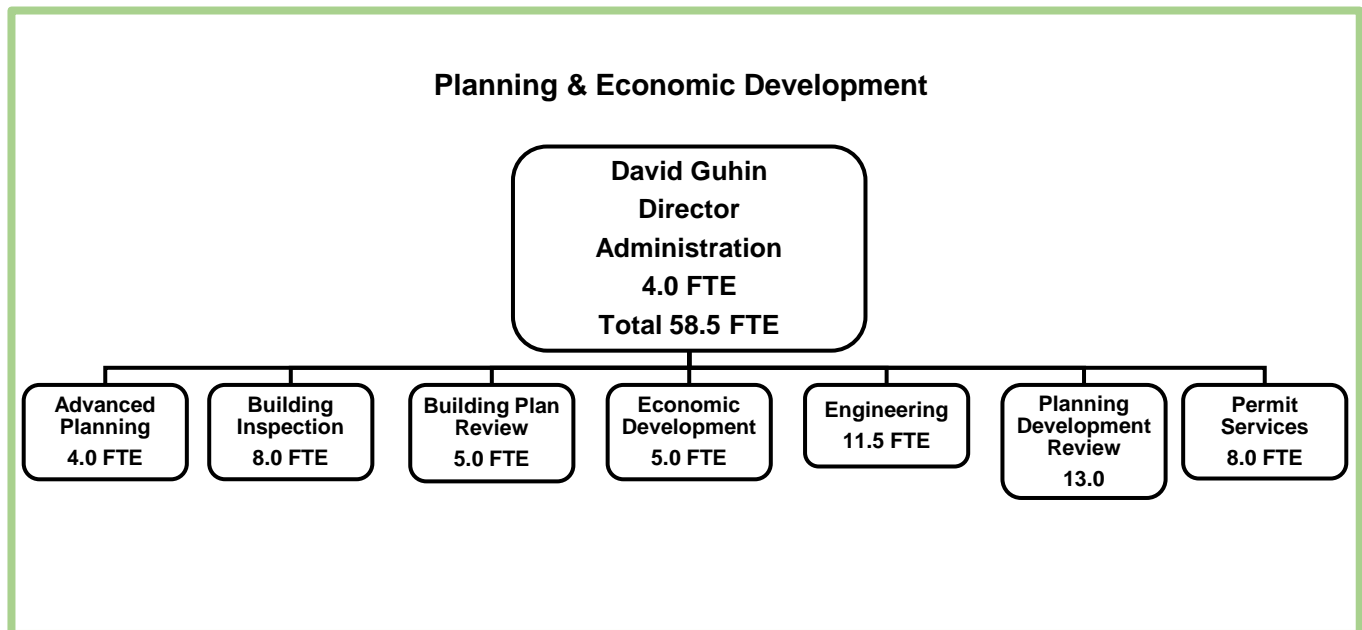 Planning & Economic Development
David Guhin
Director
Administration
4.0 FTE
Total 58.5 FTE
Advanced
Planning
4.0 FTE
Building
Inspection
8.0 FTE
Building Plan
Review
5.0 FTE
Economic
Development
5.0 FTE
Engineering
11.5 FTE
Planning
Development
Review
13.0
Permit
Services
8.0 FTE